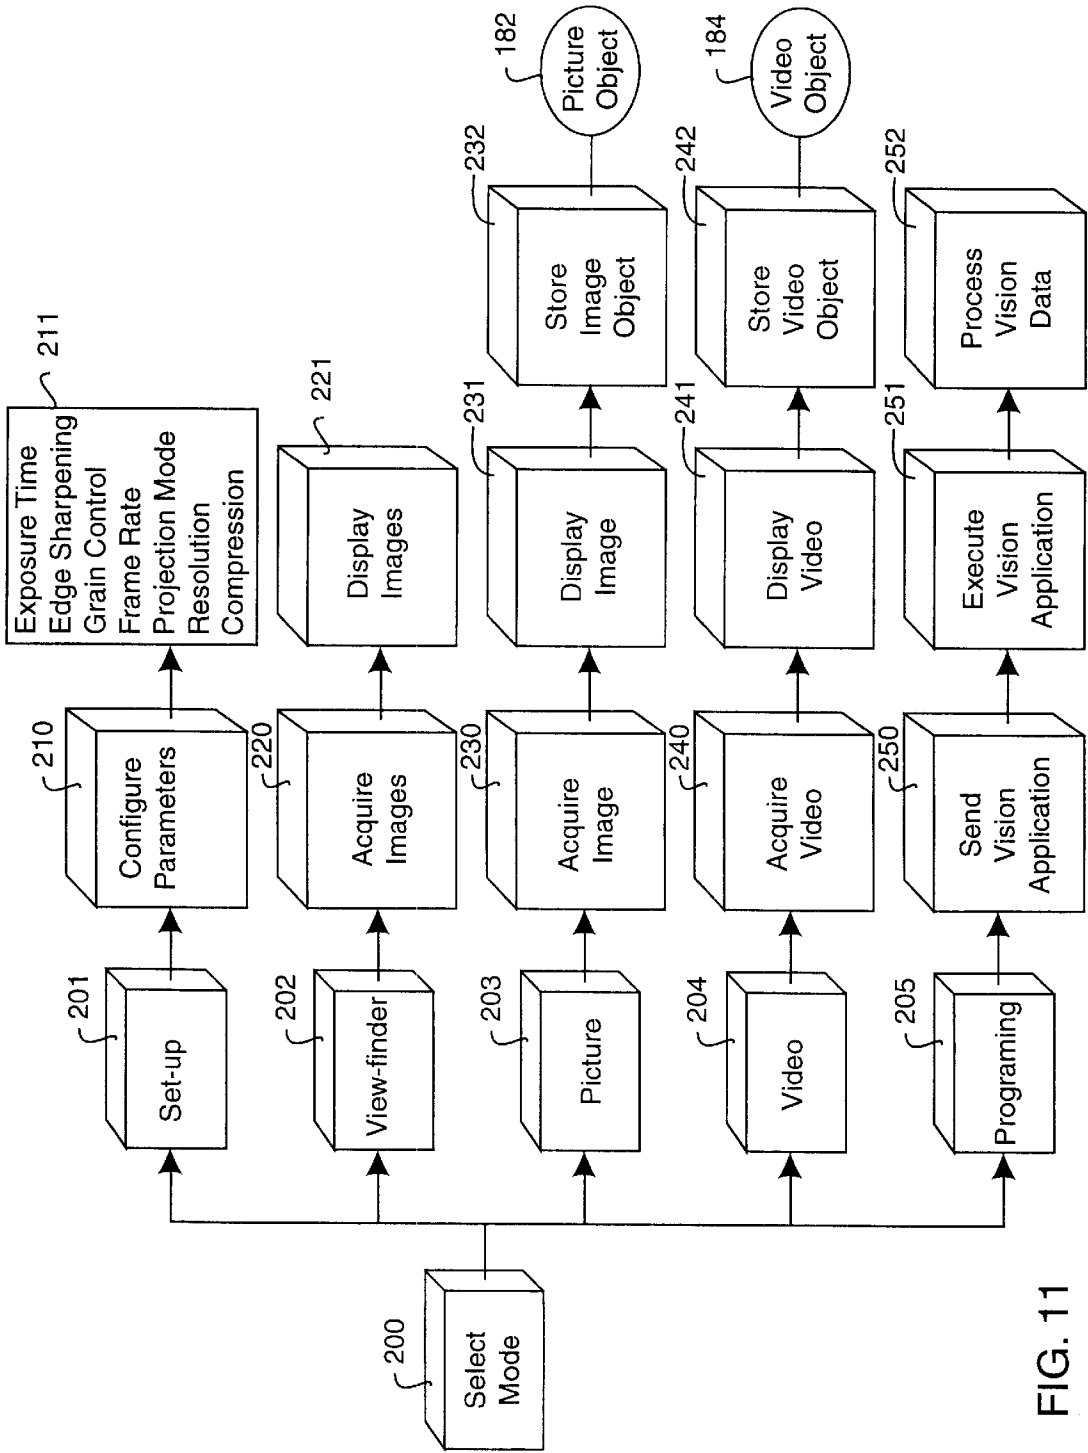 200
Select
Mode
201
Set-up
210
Configure
Parameters
211
Exposure Time
Edge Sharpening
Grain Control
Frame Rate
Projection Mode
Resolution
Compression
202
View-finder
220
Acquire
Images
221
Display
Images
203
Picture
230
Acquire
Image
231
Display
Image
232
Store
Image
Object
182
Picture
Object
204
Video
240
Acquire
Video
241
Display
Video
242
Store
Video
Object
184
Video
Object
205
Programing
250
Send
Vision
Application
251
Execute
Vision
Application
252
Process
Vision
Data
FIG. 11